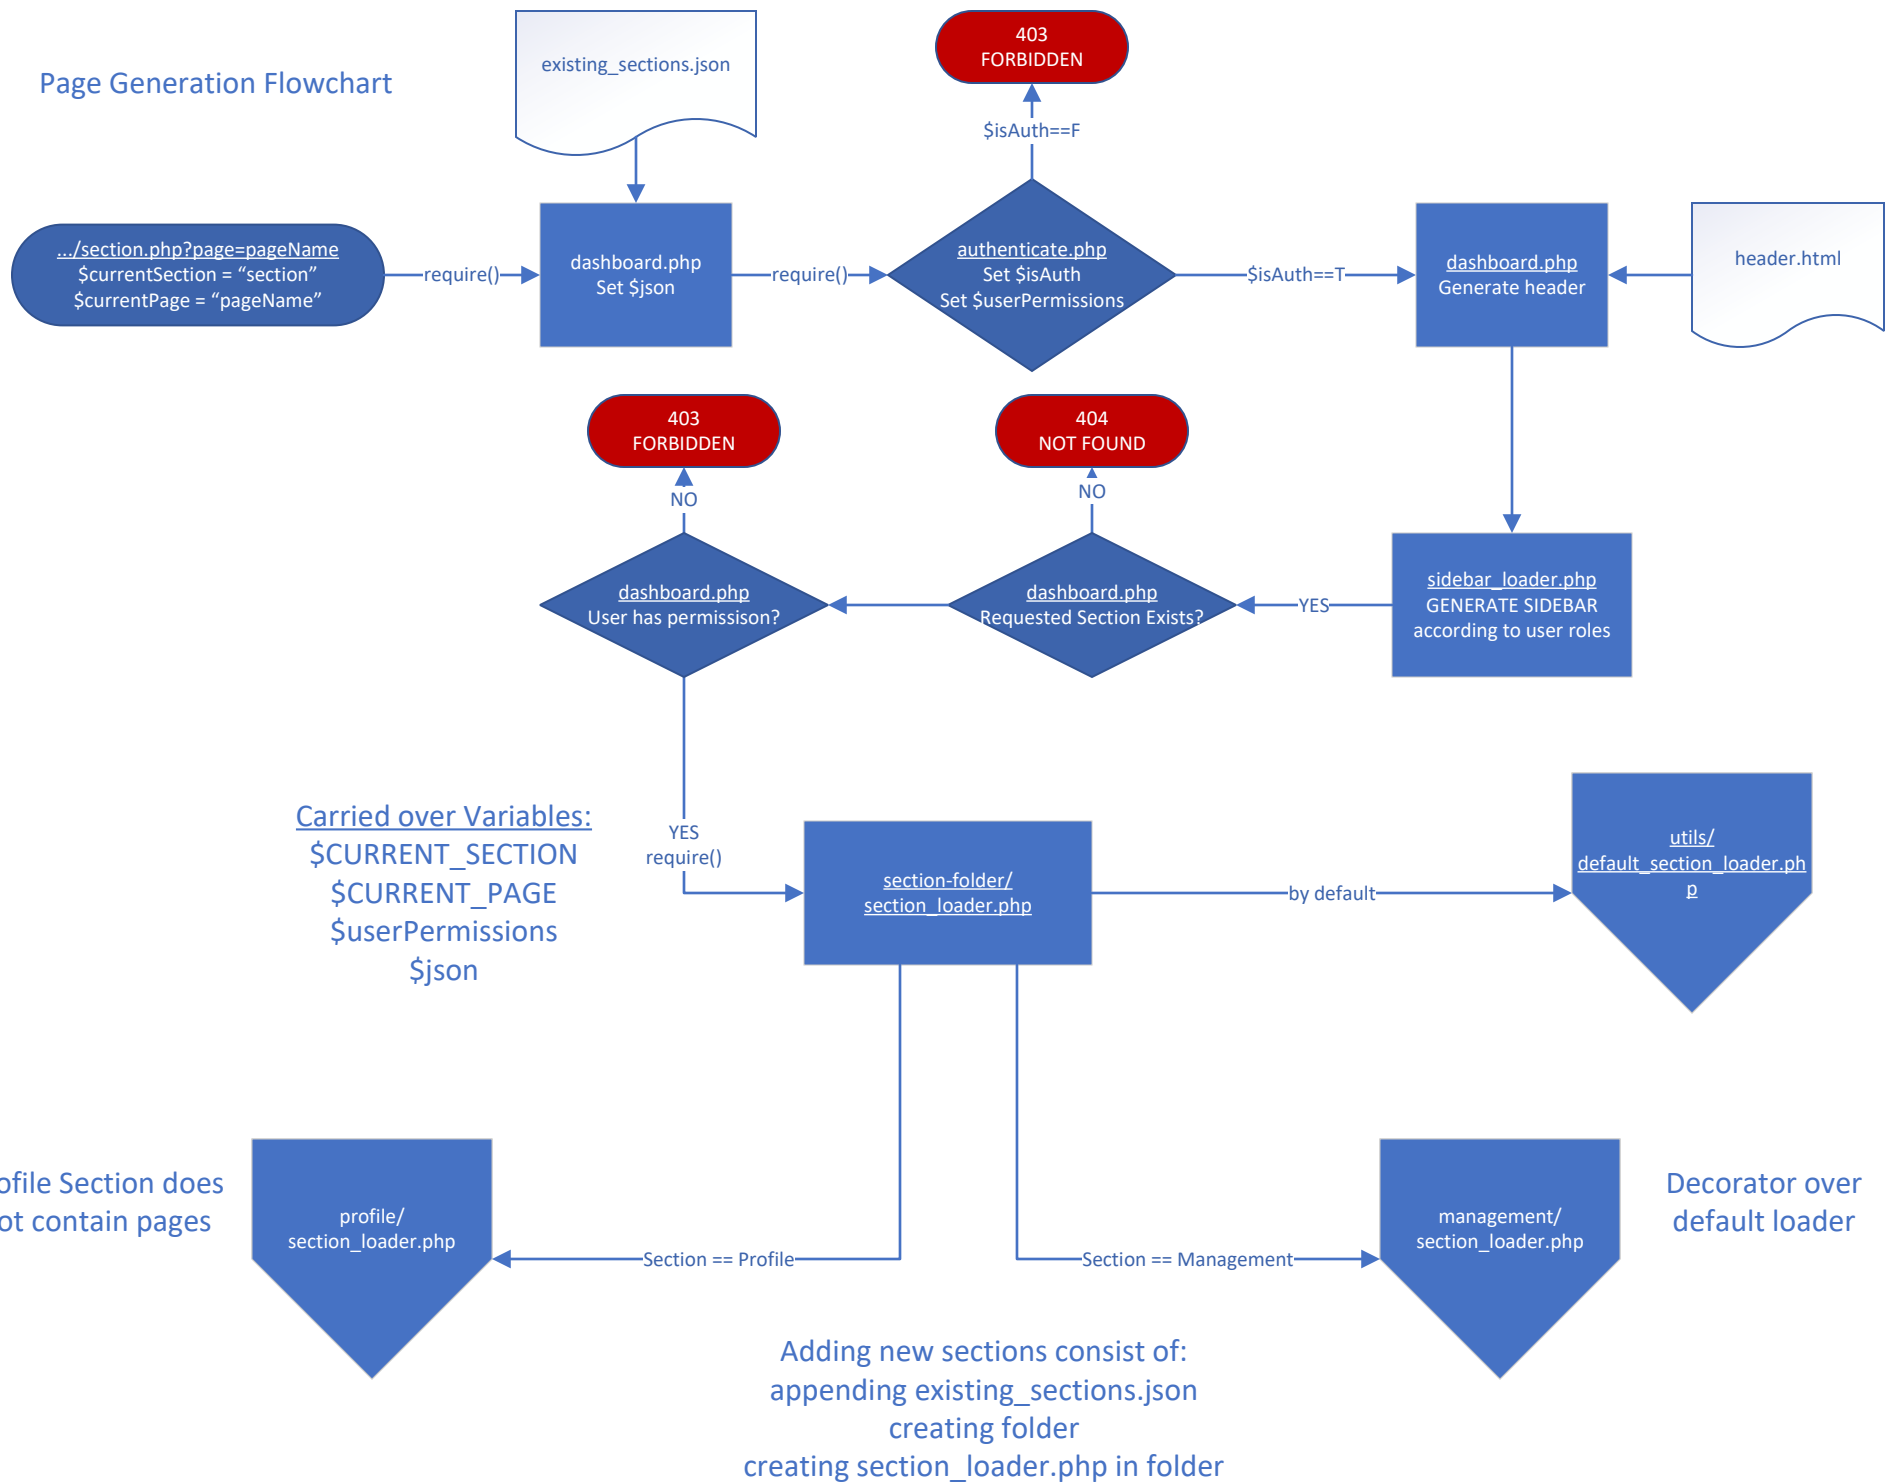 Page Generation Flowchart
existing_sections.json
403
FORBIDDEN
$isAuth==F
.../section.php?page=pageName
$currentSection = “section”
$currentPage = “pageName”
require()
dashboard.php
Set $json
require()
authenticate.php
Set $isAuth
Set $userPermissions
$isAuth==T
dashboard.php
Generate header
header.html
403
FORBIDDEN
NO
404
NOT FOUND
NO
dashboard.php
User has permissison?
dashboard.php
Requested Section Exists?
YES
sidebar_loader.php
GENERATE SIDEBAR
according to user roles
Carried over Variables:
$CURRENT_SECTION
$CURRENT_PAGE
$userPermissions
$json
YES
require()
section-folder/
section_loader.php
by default
utils/
default_section_loader.ph
p
ofile Section does
ot contain pages
profile/
section_loader.php
Section == Profile
Section == Management
management/
section_loader.php
Decorator over
default loader
Adding new sections consist of:
appending existing_sections.json
creating folder
creating section_loader.php in folder